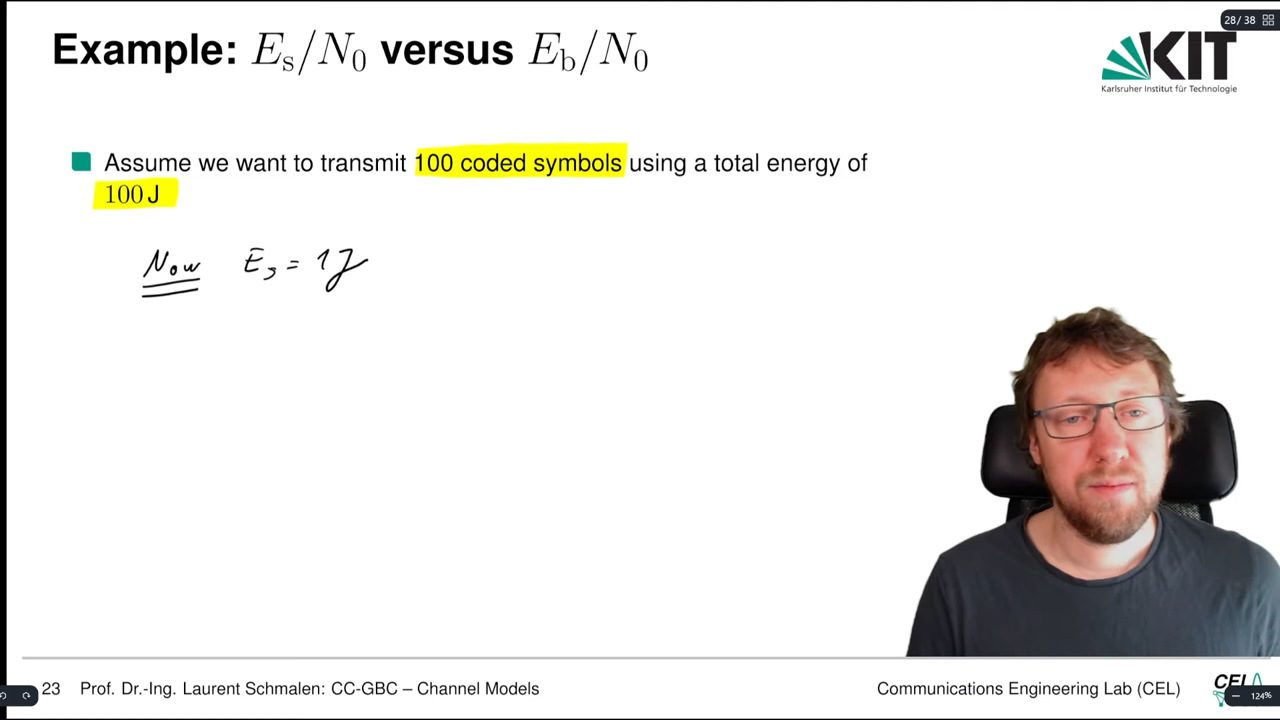 28/38
Example: Es/N0 versus Eb/N0
KIT
Karlsruher Institut für Technologie
Assume we want to transmit 100 coded symbols using a total energy of
100 J
Now Es = 1J
23 Prof. Dr.-Ing. Laurent Schmalen: CC-GBC – Channel Models
Communications Engineering Lab (CEL)
CEL
124%